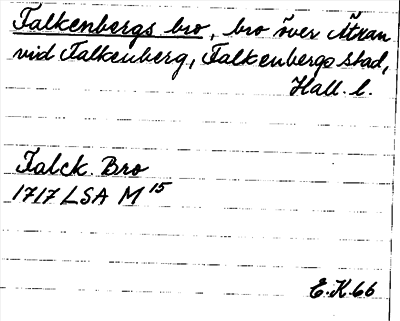 Falkenbergs bro, bro över Ätran
vid Falkenberg, Falkenbergs stad,
Hall. l.
Falck. Bro
1717 LSA M 15
E.K. 66